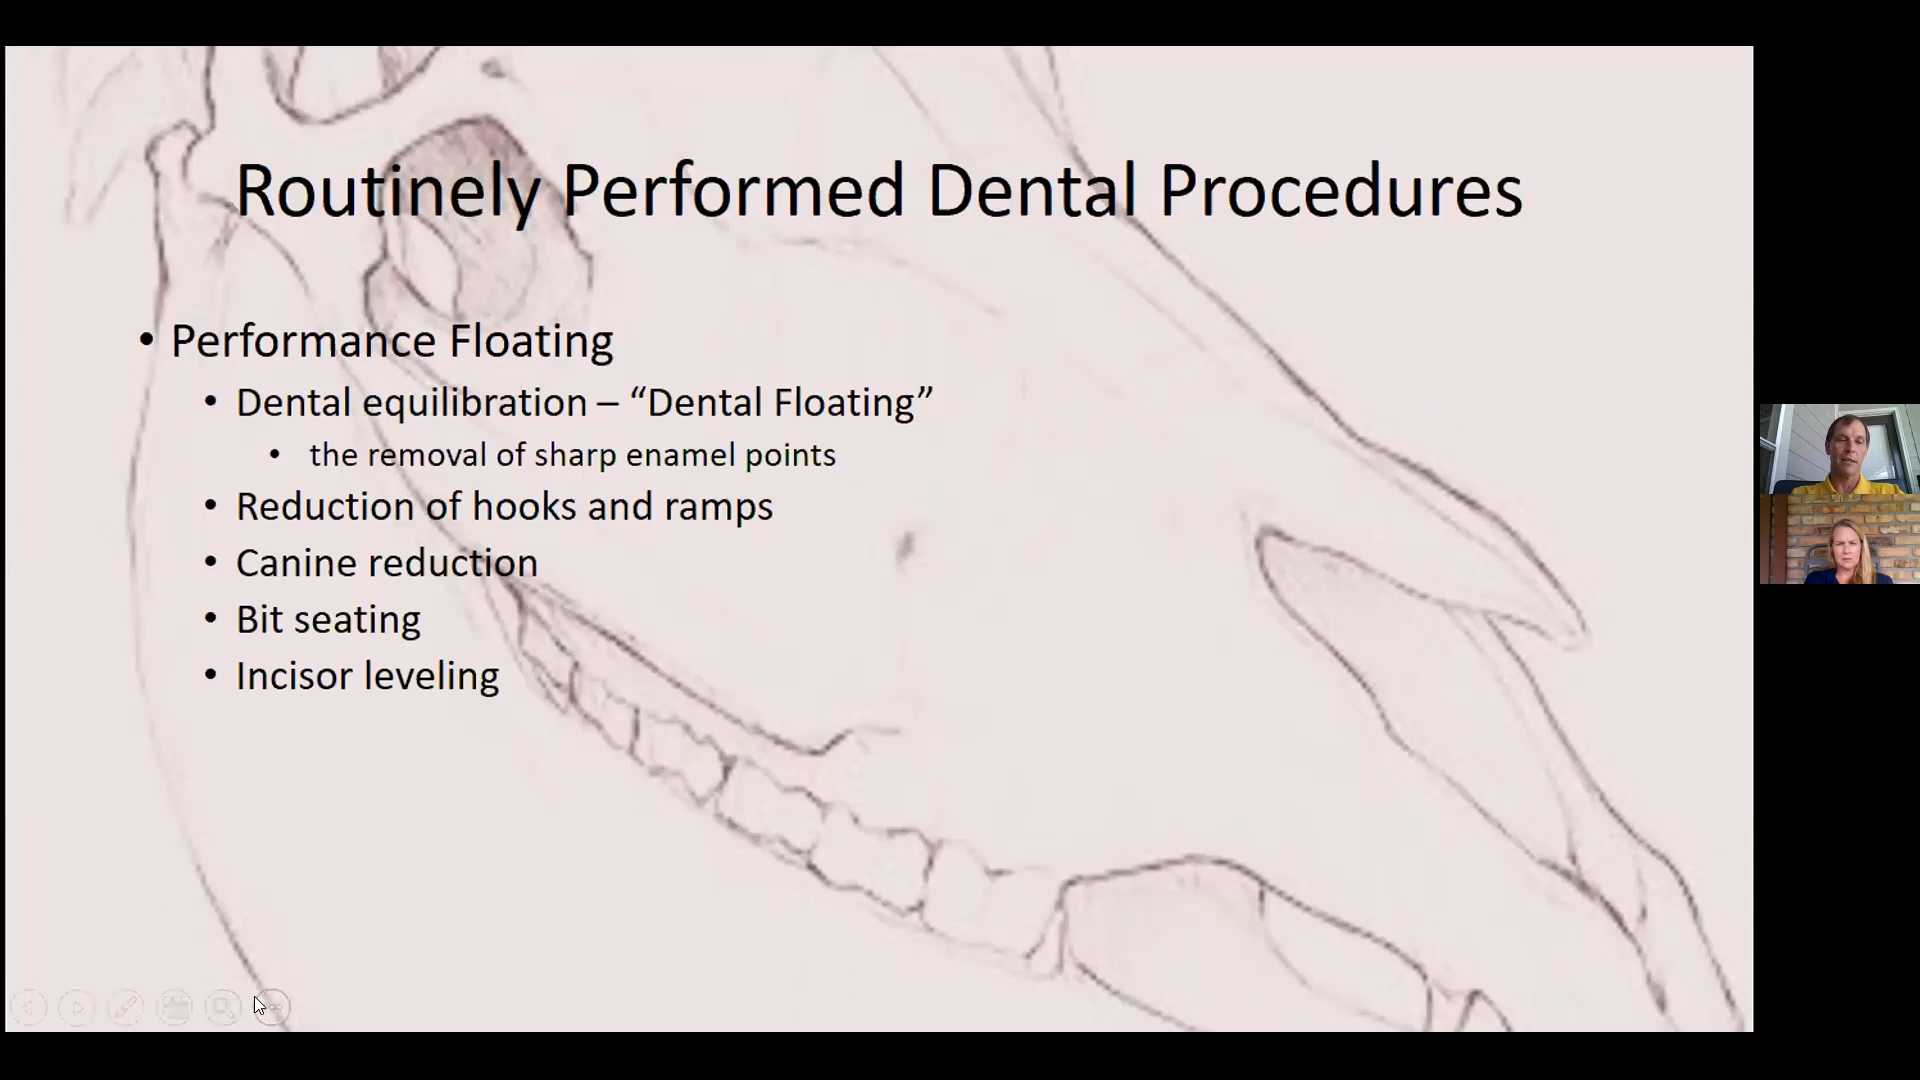 Routinely Performed Dental Procedures
• Performance Floating
• Dental equilibration – “Dental Floating”
• the removal of sharp enamel points
• Reduction of hooks and ramps
• Canine reduction
• Bit seating
• Incisor leveling